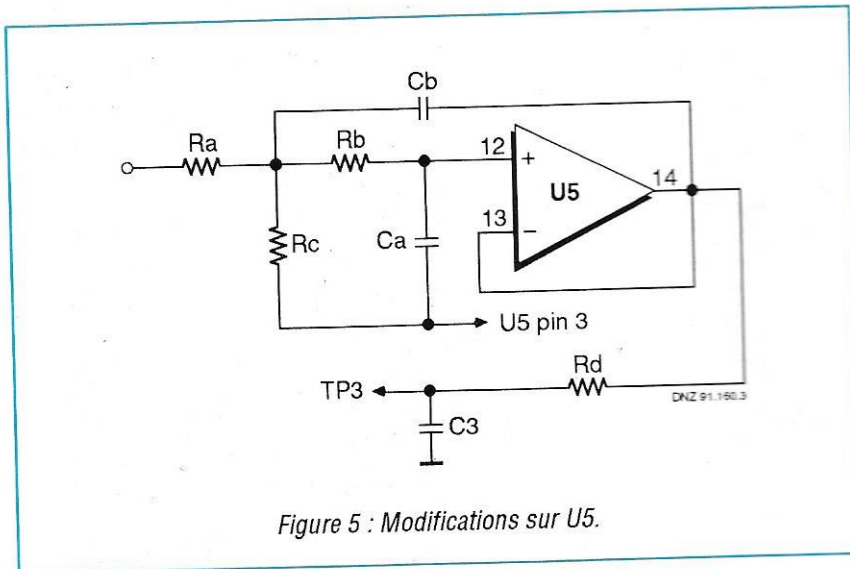 Cb
Ra
Rb
12
+
U5
14
13
−
Rc
Ca
U5 pin 3
Rd
TP3
DNZ 91.160.3
C3
Figure 5 : Modifications sur U5.